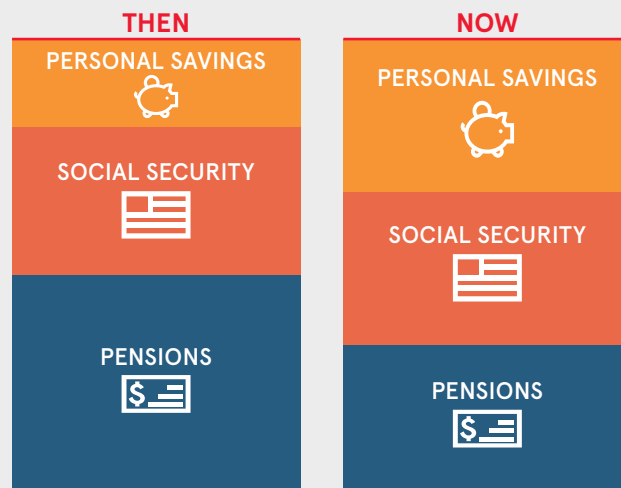 THEN
PERSONAL SAVINGS
SOCIAL SECURITY
PENSIONS
$
NOW
PERSONAL SAVINGS
SOCIAL SECURITY
PENSIONS
$